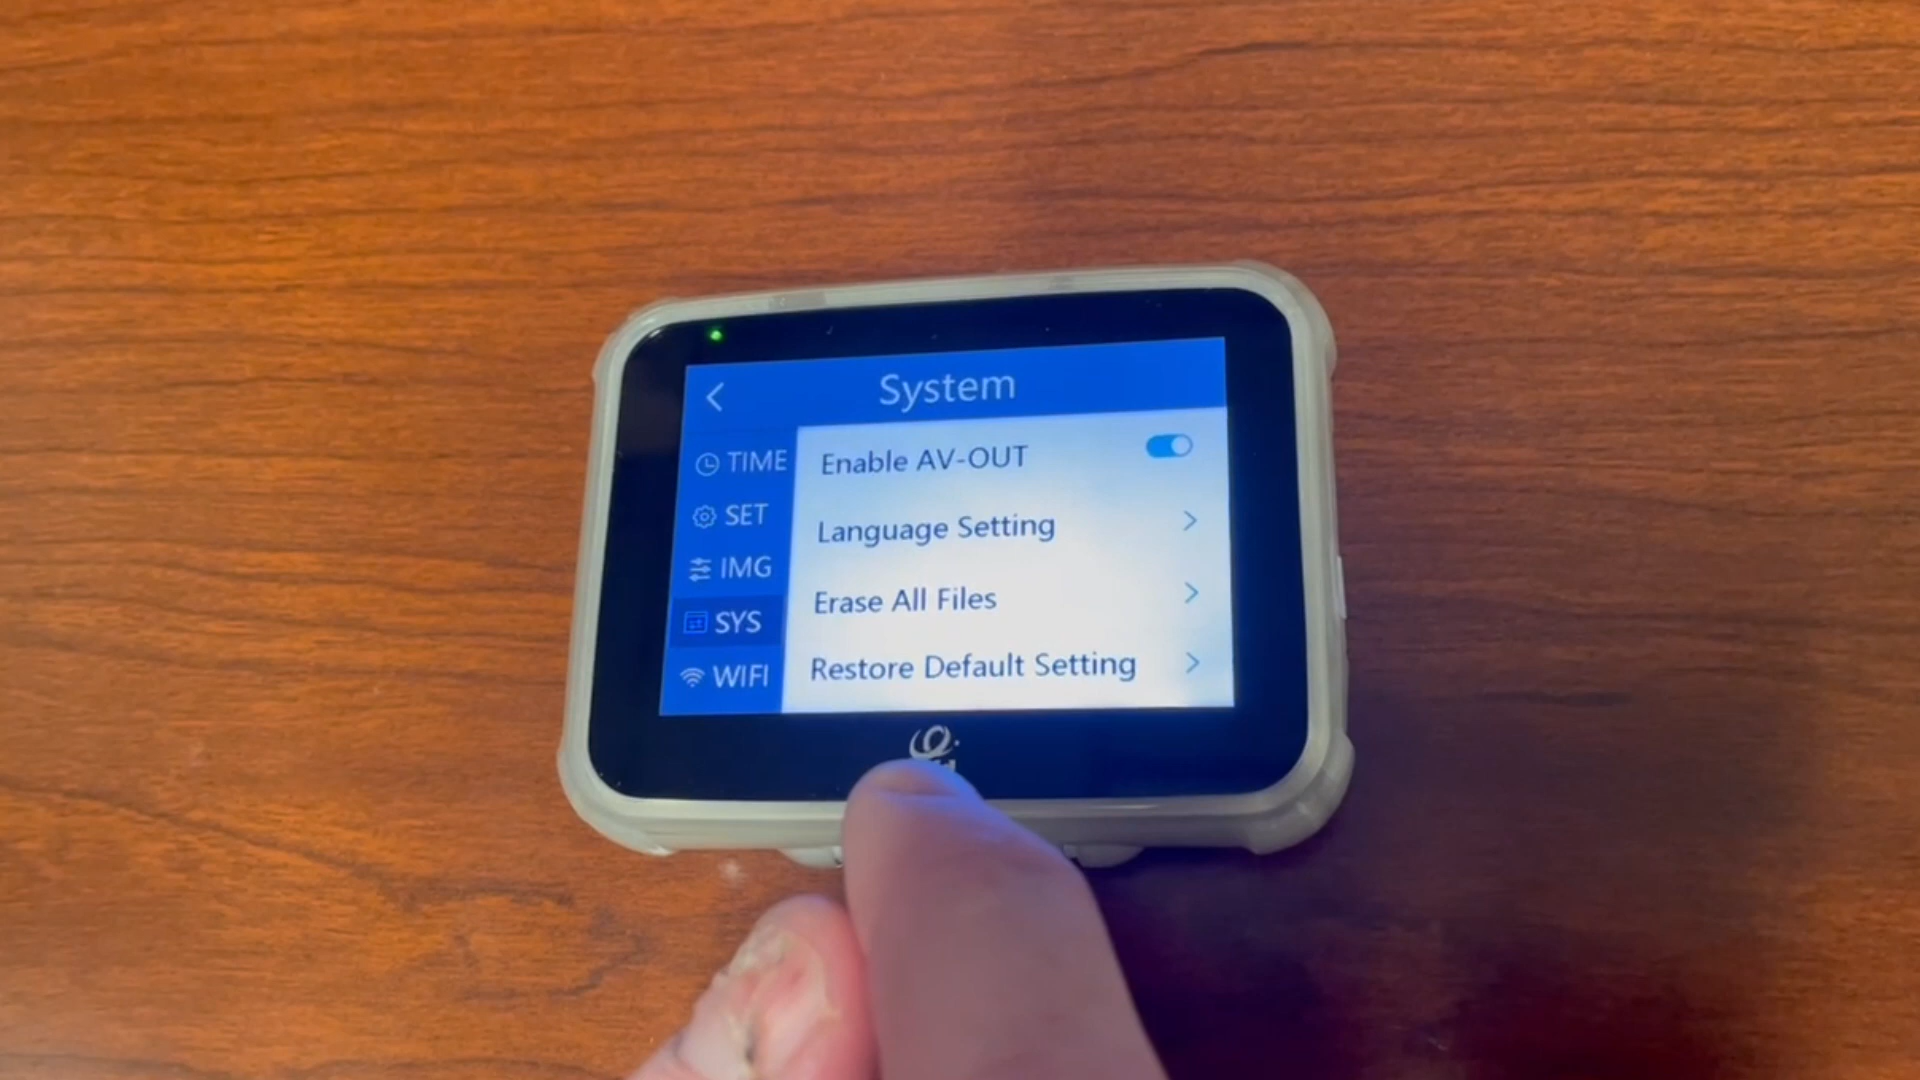 System
TIME
SET
IMG
SYS
WIFI
Enable AV-OUT
Language Setting
Erase All Files
Restore Default Setting